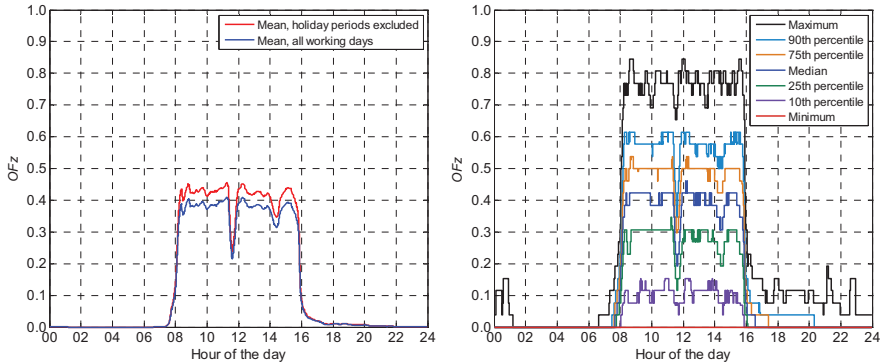 1.0
0.9
0.8
0.7
0.6
0.5
0.4
0.3
0.2
0.1
0.0
OFz
00 02 04 06 08 10 12 14 16 18 20 22 24
Hour of the day
Mean, holiday periods excluded
Mean, all working days
1.0
0.9
0.8
0.7
0.6
0.5
0.4
0.3
0.2
0.1
0.0
OFz
00 02 04 06 08 10 12 14 16 18 20 22 24
Hour of the day
Maximum
90th percentile
75th percentile
Median
25th percentile
10th percentile
Minimum